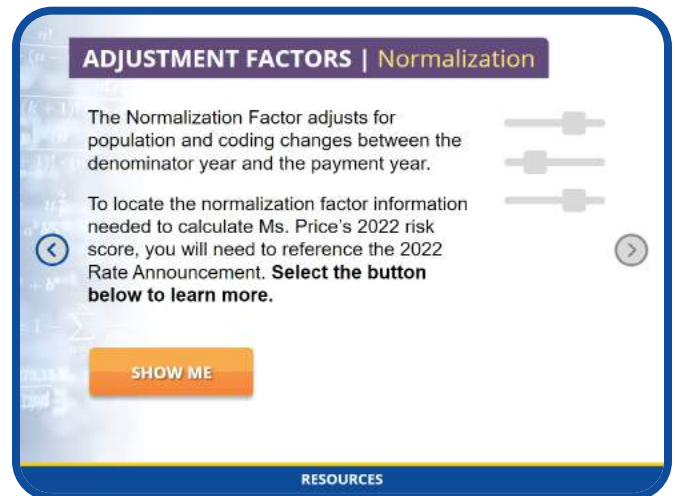 ADJUSTMENT FACTORS | Normalization
The Normalization Factor adjusts for
population and coding changes between the
denominator year and the payment year.
To locate the normalization factor information
needed to calculate Ms. Price's 2022 risk
score, you will need to reference the 2022
Rate Announcement. Select the button
below to learn more.
SHOW ME
RESOURCES